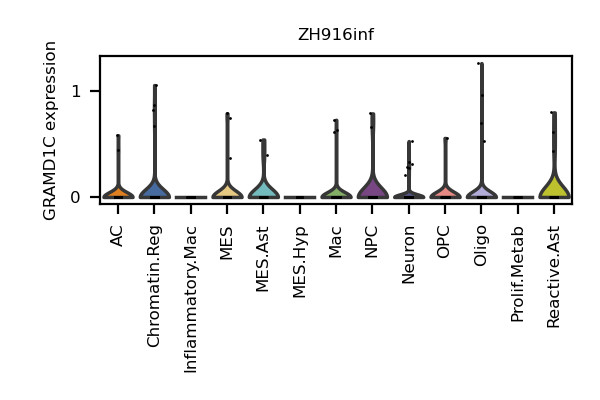 ZH916inf
GRAMD1C expression
1
0
AC
Chromatin.Reg
Inflammatory.Mac
MES
MES.Ast
MES.Hyp
Mac
NPC
Neuron
OPC
Oligo
Prolif.Metab
Reactive.Ast